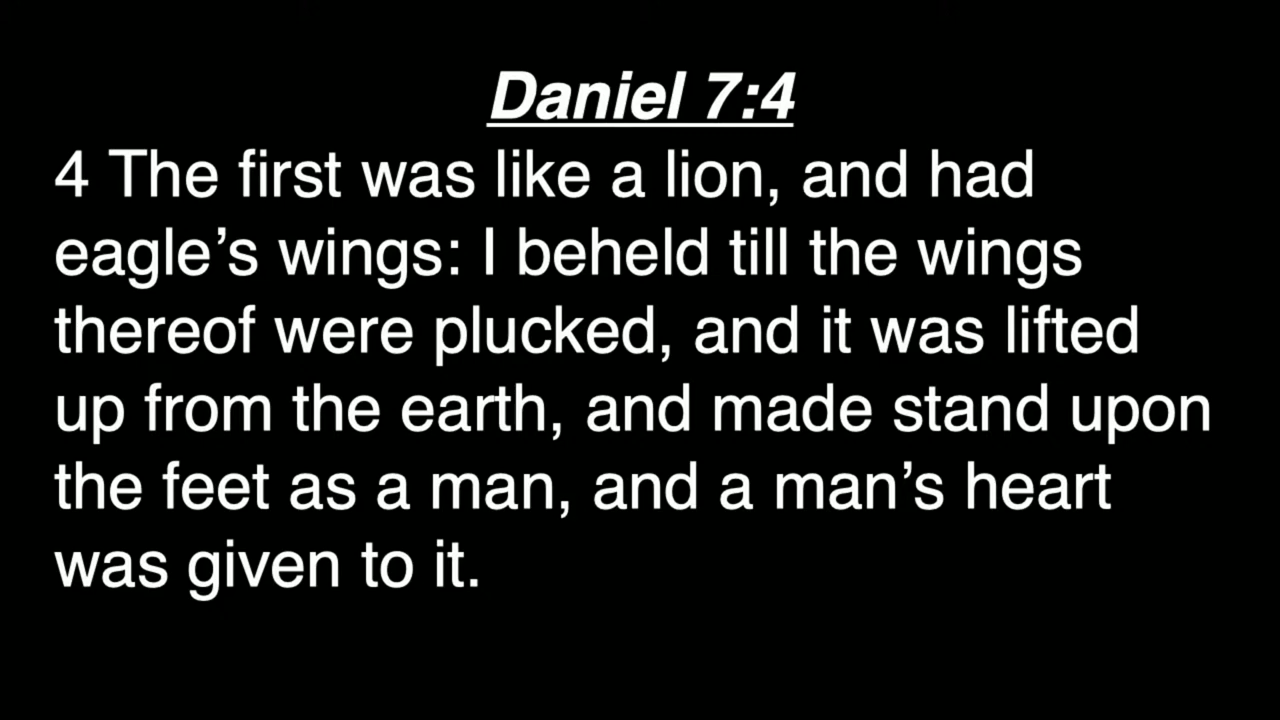 Daniel 7:4
4 The first was like a lion, and had
eagle’s wings: I beheld till the wings
thereof were plucked, and it was lifted
up from the earth, and made stand upon
the feet as a man, and a man’s heart
was given to it.